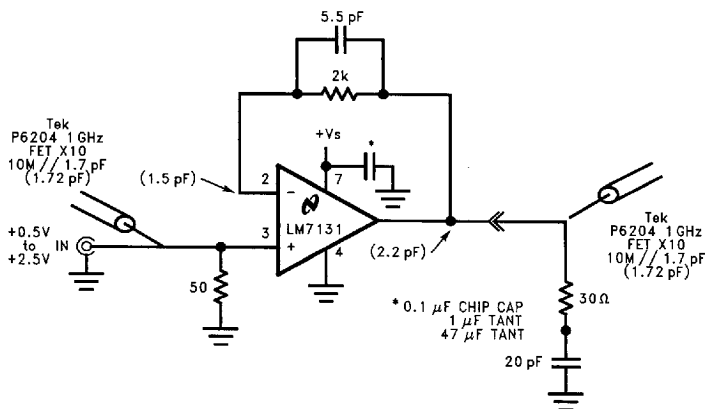 5.5 pF
2k
+Vs
*
Tek
P6204 1 GHz
FET X10
10M // 1.7 pF
(1.72 pF)
(1.5 pF)
2
−
7
LM7131
3
+
4
+0.5V
to
+2.5V
IN
50
(2.2 pF)
Tek
P6204 1 GHz
FET X10
10M // 1.7 pF
(1.72 pF)
* 0.1 μF CHIP CAP
1 μF TANT
47 μF TANT
30Ω
20 pF